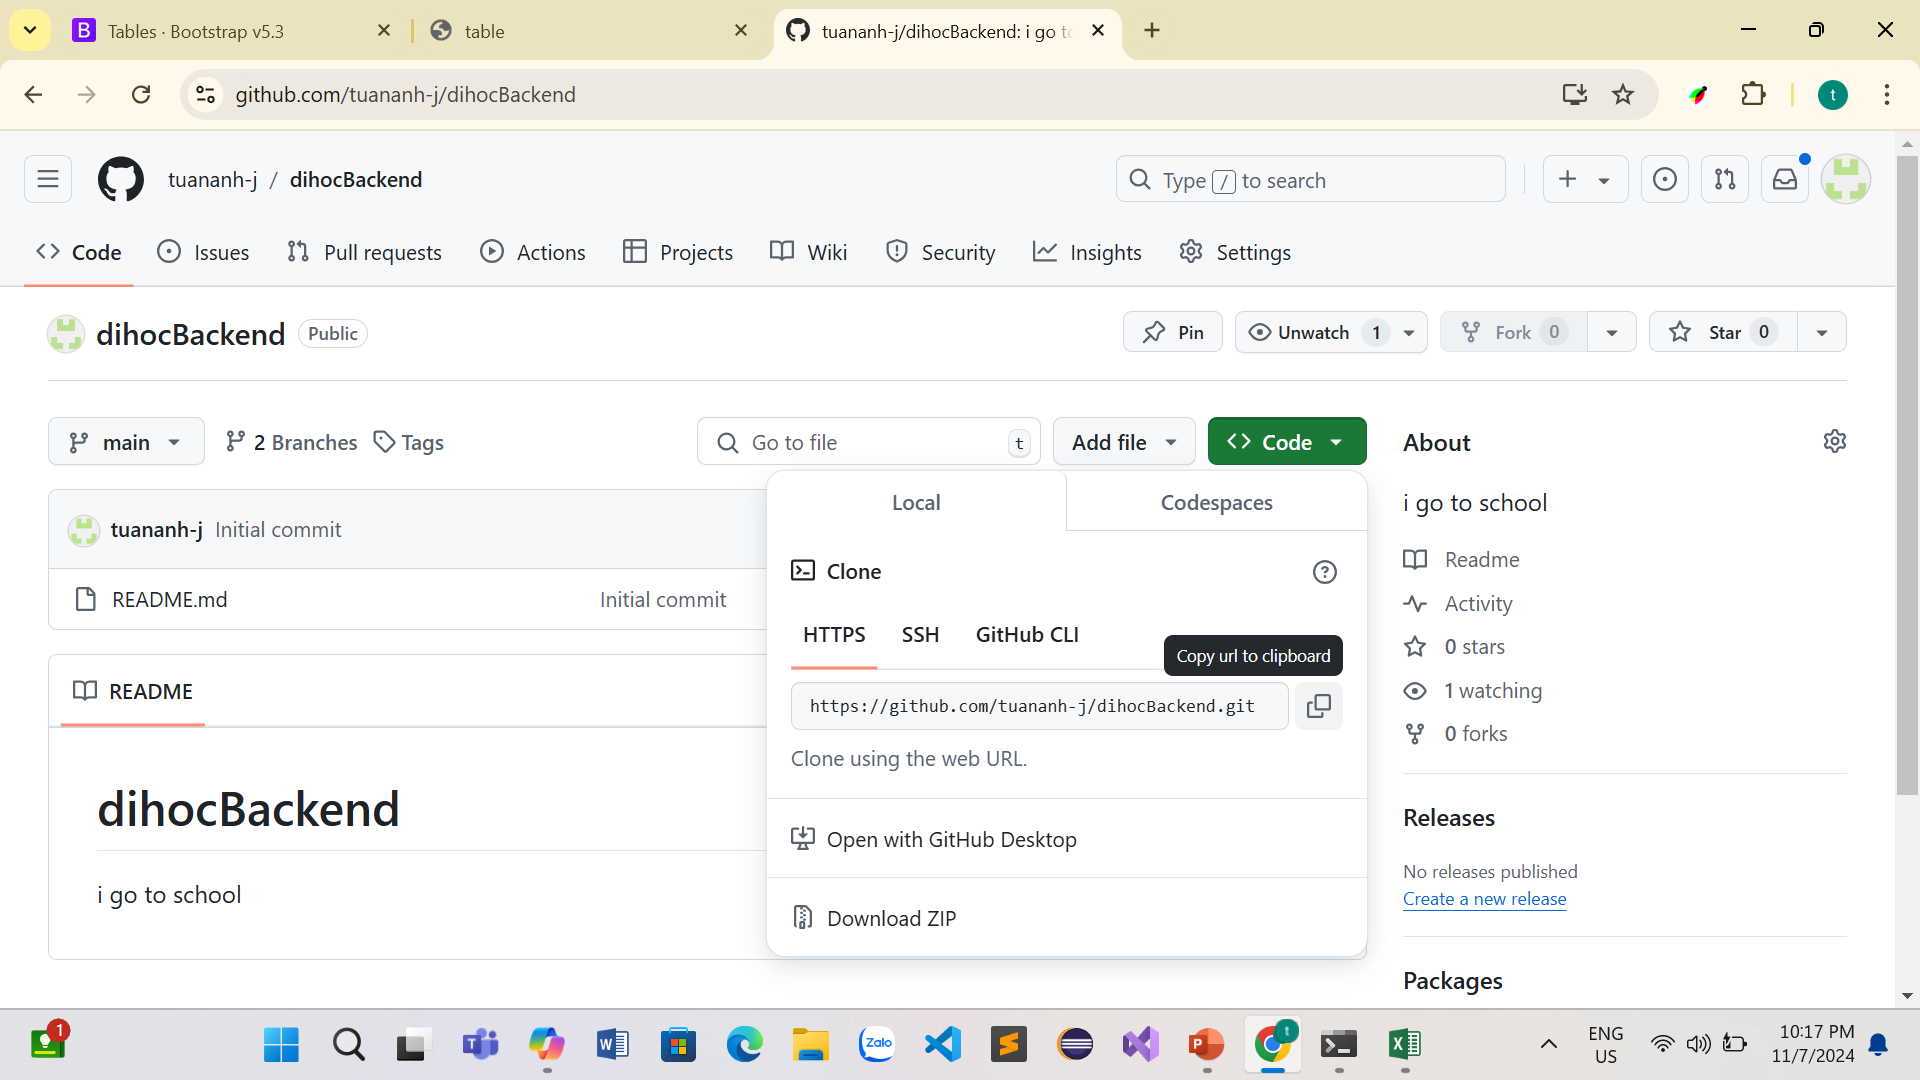 Tables · Bootstrap v5.3
table
tuananh-j/dihocBackend: i go to
github.com/tuananh-j/dihocBackend
t
tuananh-j / dihocBackend
Type / to search
Code
Issues
Pull requests
Actions
Projects
Wiki
Security
Insights
Settings
dihocBackend
Public
Pin
Unwatch 1
Fork 0
Star 0
main
2 Branches
Tags
Go to file
t
Add file
Code
About
i go to school
Local
Codespaces
tuananh-j Initial commit
README.md
Initial commit
Clone
HTTPS
SSH
GitHub CLI
Copy url to clipboard
https://github.com/tuananh-j/dihocBackend.git
Clone using the web URL.
Open with GitHub Desktop
Download ZIP
README
dihocBackend
i go to school
Readme
Activity
0 stars
1 watching
0 forks
Releases
No releases published
Create a new release
Packages
1
Zalo
t
ENG
US
10:17 PM
11/7/2024